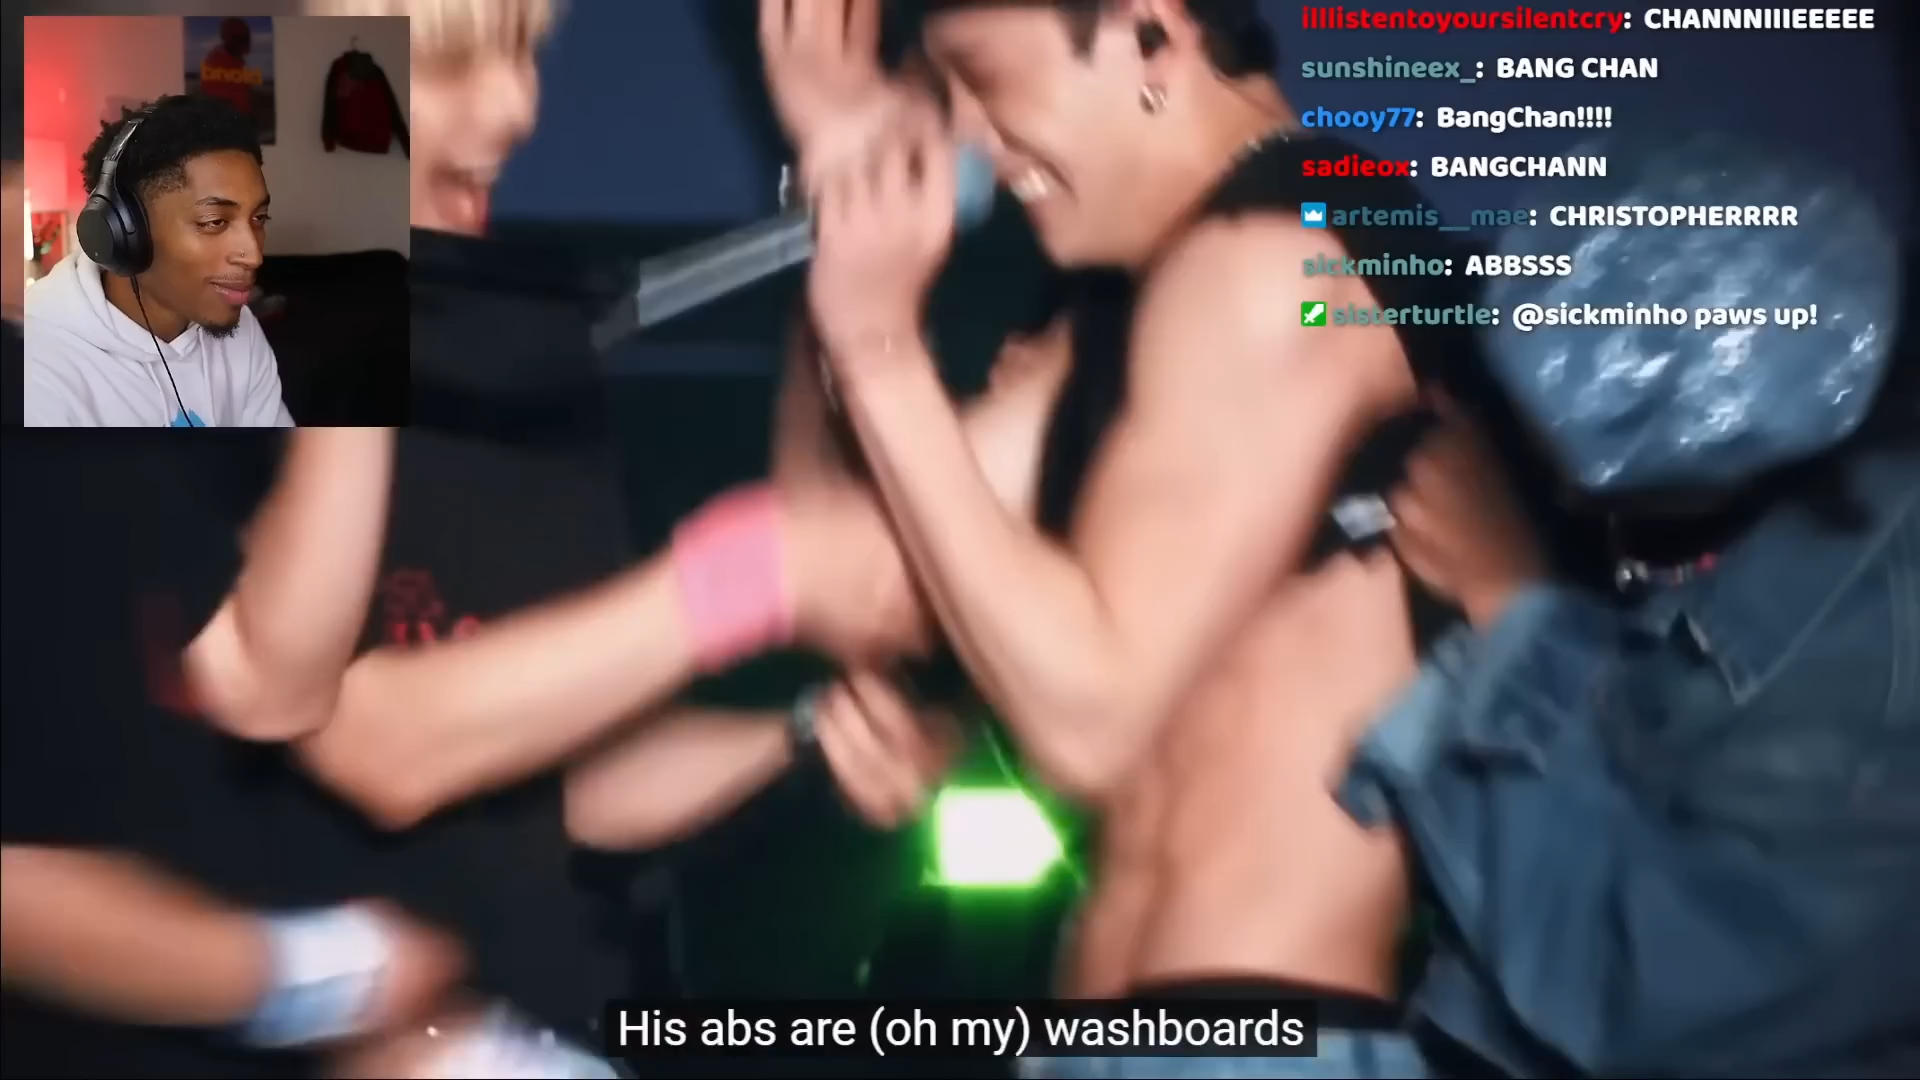 illlistentoyoursilentcry: CHANNNIIIEEEEE
sunshineex_: BANG CHAN
chooy77: BangChan!!!!
sadieox: BANGCHANN
artemis__mae: CHRISTOPHERRRR
sickminho: ABBSSS
sisterturtle: @sickminho paws up!
His abs are (oh my) washboards